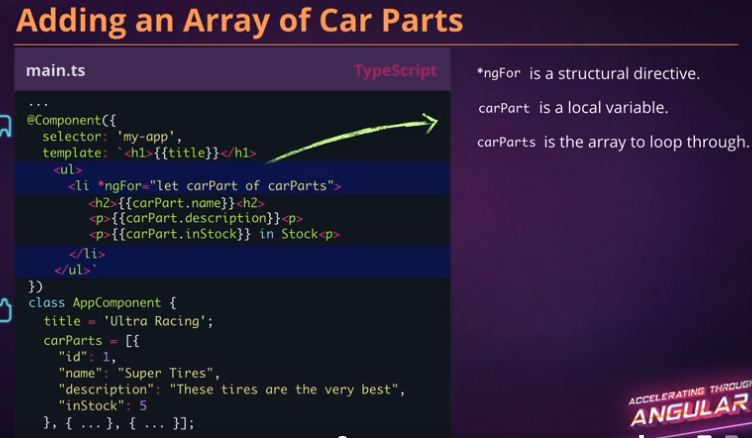 Adding an Array of Car Parts
main.ts TypeScript
...
@Component({
selector: 'my-app',
template: `<h1>{{title}}</h1>
<ul>
<li *ngFor="let carPart of carParts">
<h2>{{carPart.name}}<h2>
<p>{{carPart.description}}<p>
<p>{{carPart.inStock}} in Stock<p>
</li>
</ul>`
})
class AppComponent {
title = 'Ultra Racing';
carParts = [{
"id": 1,
"name": "Super Tires",
"description": "These tires are the very best",
"inStock": 5
}, { ... }, { ... }];
*ngFor is a structural directive.
carPart is a local variable.
carParts is the array to loop through.
ACCELERATING THROUGH
ANGULAR